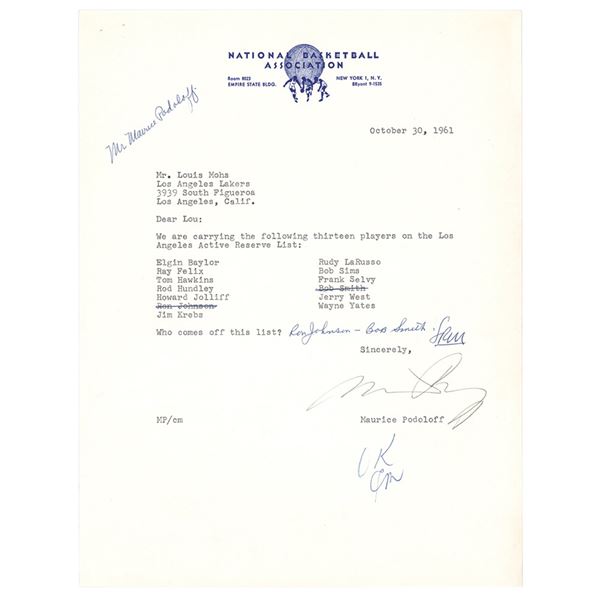 NATIONAL BASKETBALL
ASSOCIATION
Room 8023
EMPIRE STATE BLDG.
NEW YORK 1, N.Y.
BRyant 9-1535
Mr Maurice Podoloff
October 30, 1961
Mr. Louis Mohs
Los Angeles Lakers
3939 South Figueroa
Los Angeles, Calif.
Dear Lou:
We are carrying the following thirteen players on the Los
Angeles Active Reserve List:
Elgin Baylor
Ray Felix
Tom Hawkins
Rod Hundley
Howard Jolliff
Ron Johnson
Jim Krebs
Rudy LaRusso
Bob Sims
Frank Selvy
Bob Smith
Jerry West
Wayne Yates
Who comes off this list? Ron Johnson - Bob Smith
Sincerely,
MP/cm
Maurice Podoloff
OK